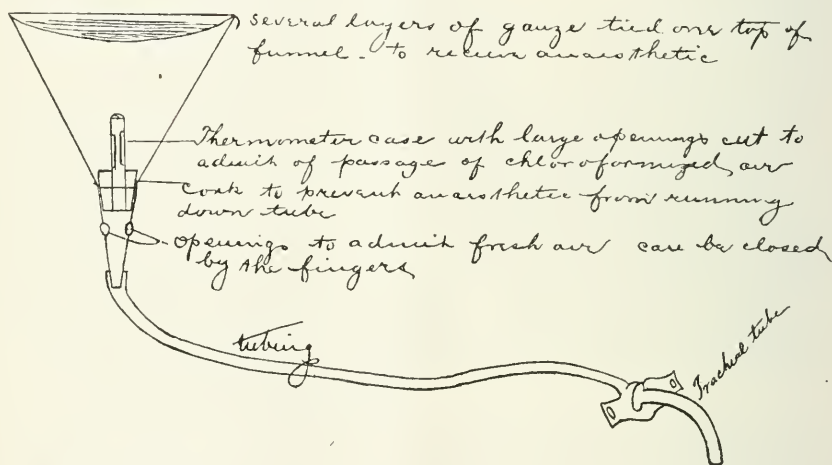 several layers of gauze tied over top of
funnel - to receive anaesthetic
Thermometer case with large openings cut to
admit of passage of chloroformized air
cork to prevent anaesthetic from running
down tube
openings to admit fresh air can be closed
by the fingers
tubing
Tracheal tube